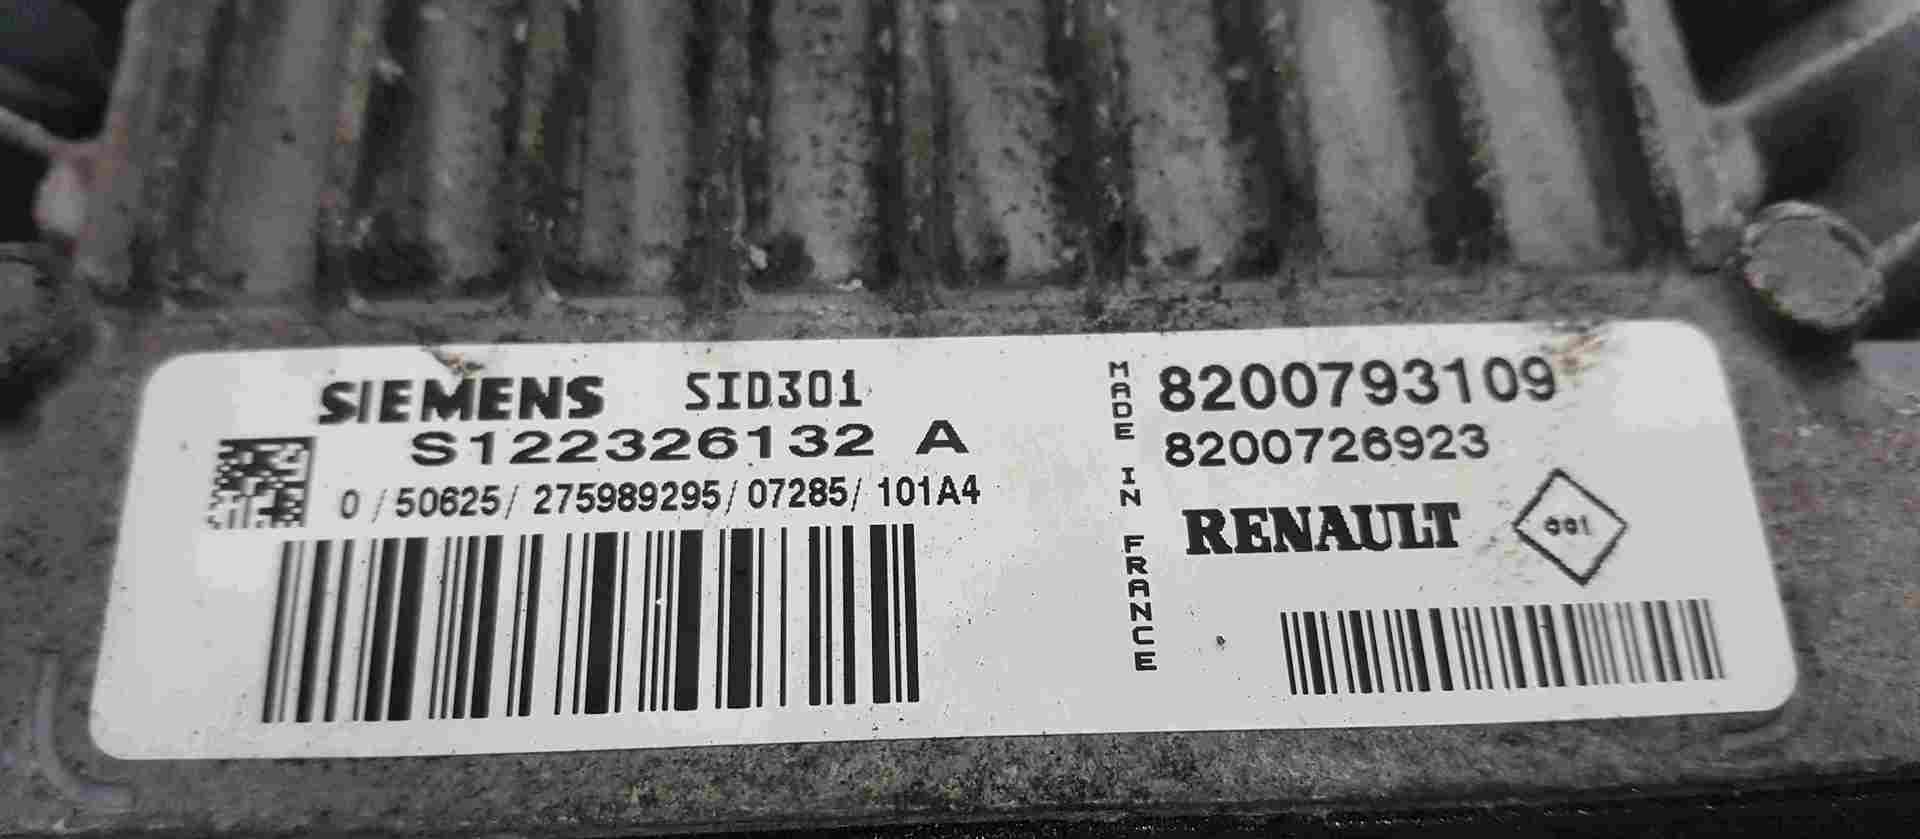 SIEMENS SID301
S122326132 A
0/50625/275989295/07285/101A4
MADE IN FRANCE
8200793109
8200726923
RENAULT